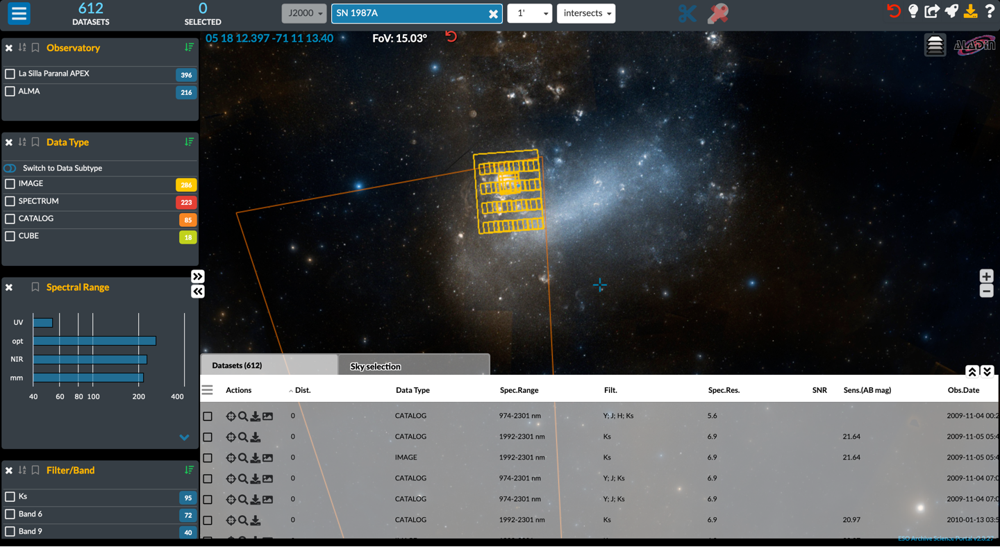 612
DATASETS
0
SELECTED
J2000
SN 1987A
1'
intersects
?
05 18 12.397 -71 11 13.40
FoV: 15.03°
ALADiN
Observatory
La Silla Paranal APEX 396
ALMA 216
Data Type
Switch to Data Subtype
IMAGE 286
SPECTRUM 223
CATALOG 85
CUBE 18
Spectral Range
UV
opt
NIR
mm
40 60 80 100 200 400
Filter/Band
Ks 95
Band 6 72
Band 9 40
Datasets (612) Sky selection
Actions Dist. Data Type Spec.Range Filt. Spec.Res. SNR Sens.(AB mag) Obs.Date
0 CATALOG 974-2301 nm Y; J; H; Ks 5.6 2009-11-04 00:2
0 CATALOG 1992-2301 nm Ks 6.9 21.64 2009-11-05 05:4
0 IMAGE 1992-2301 nm Ks 6.9 21.64 2009-11-05 05:4
0 CATALOG 974-2301 nm Y; J; Ks 6.9 2009-11-04 07:0
0 CATALOG 974-2301 nm Y; J; Ks 6.9 2009-11-04 07:0
0 CATALOG 1992-2301 nm Ks 6.9 20.97 2010-01-13 03:5
ESO Archive Science Portal v2.3.27